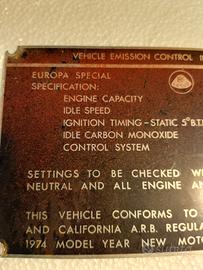 VEHICLE EMISSION CONTROL I
EUROPA SPECIAL
SPECIFICATION:
ENGINE CAPACITY
IDLE SPEED
IGNITION TIMING – STATIC 5° B.T.
IDLE CARBON MONOXIDE
CONTROL SYSTEM
SETTINGS TO BE CHECKED W
NEUTRAL AND ALL ENGINE A
THIS VEHICLE CONFORMS TO
AND CALIFORNIA A.R.B. REGULA
1974 MODEL YEAR NEW MOTO